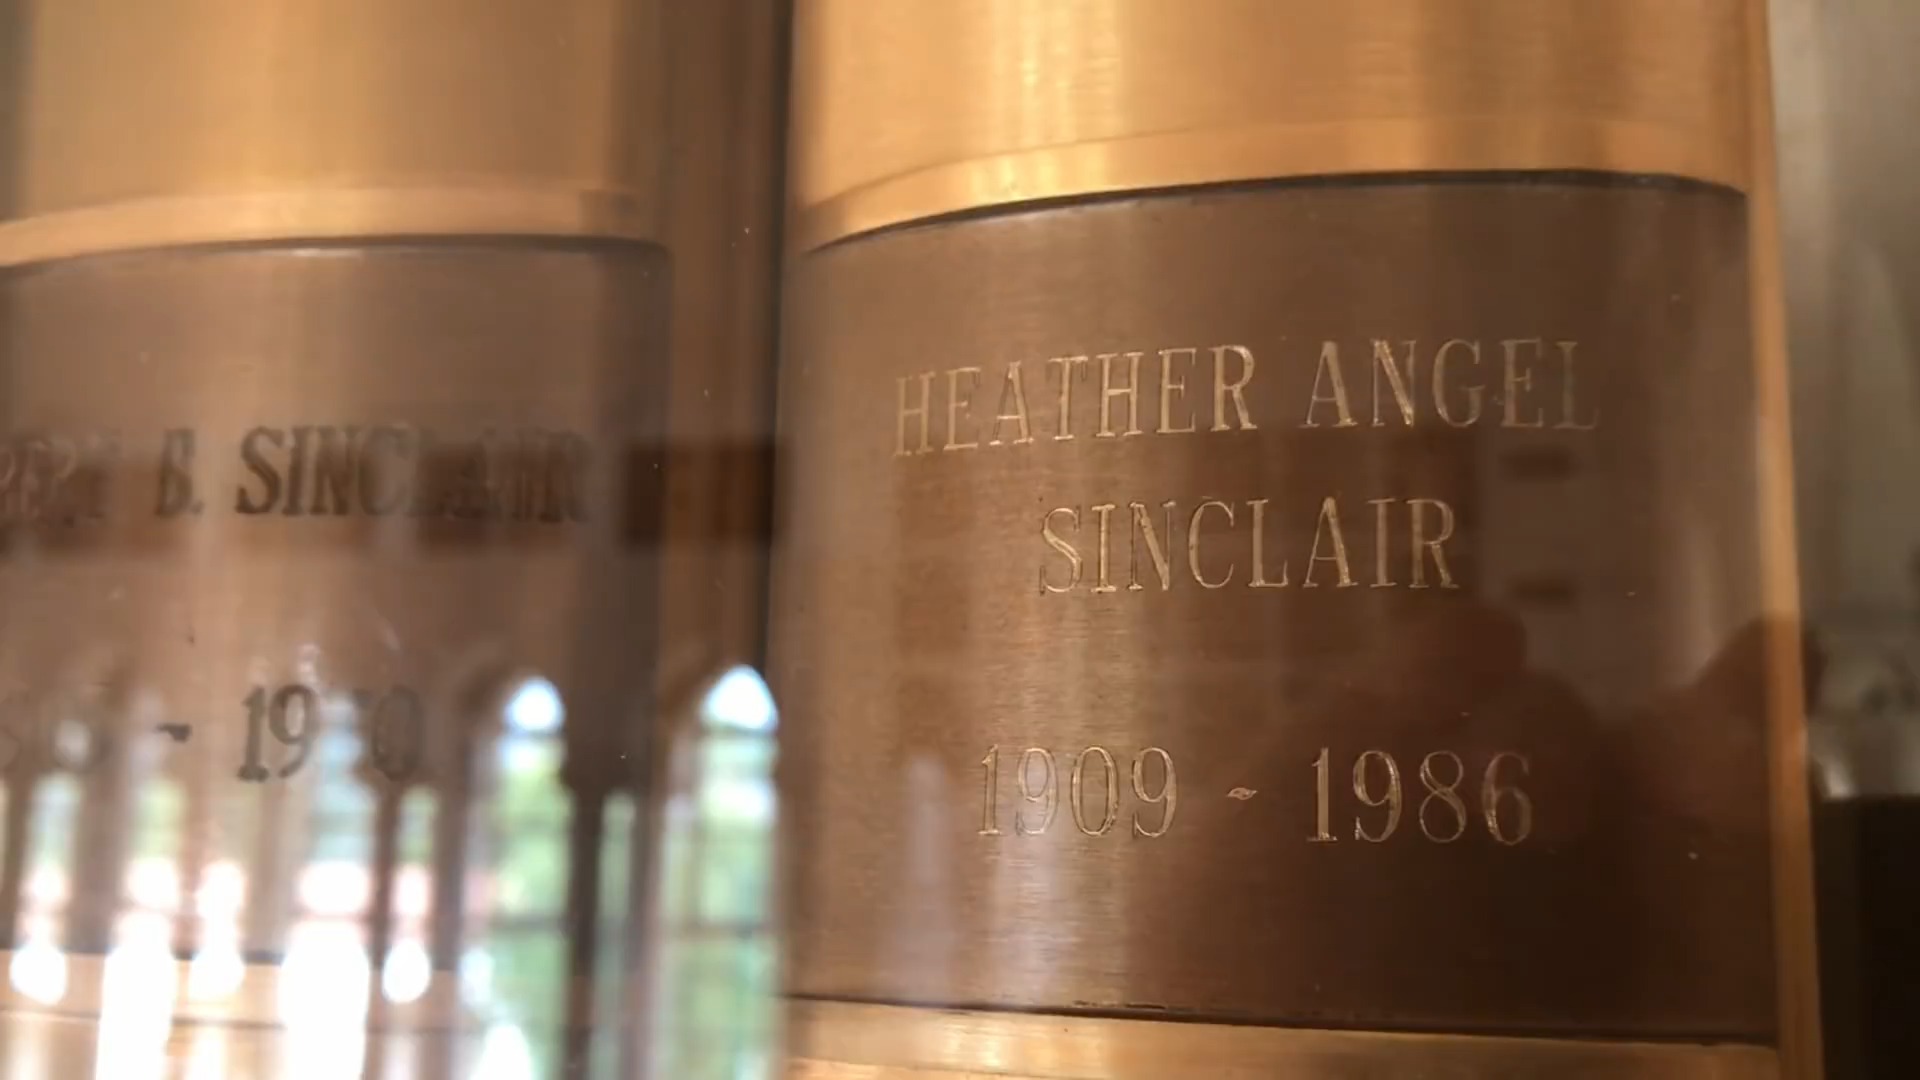 B. SINCLAIR
HEATHER ANGEL
SINCLAIR
1909 - 1986